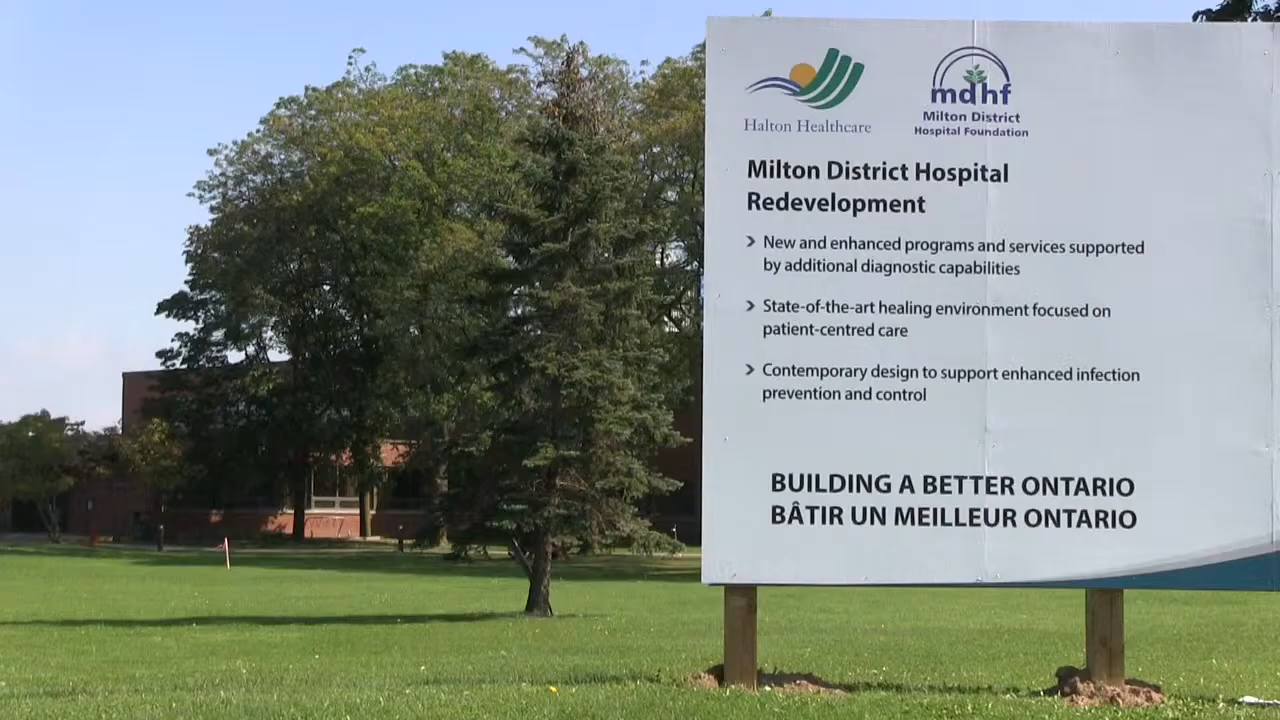 Halton Healthcare
mdhf
Milton District
Hospital Foundation
Milton District Hospital
Redevelopment
New and enhanced programs and services supported
by additional diagnostic capabilities
State-of-the-art healing environment focused on
patient-centred care
Contemporary design to support enhanced infection
prevention and control
BUILDING A BETTER ONTARIO
BÂTIR UN MEILLEUR ONTARIO